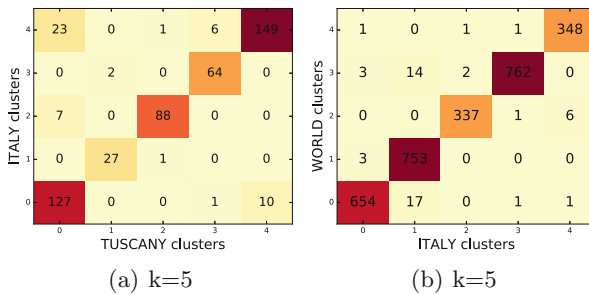 4 23 0 1 6 149
3 0 2 0 64 0
2 7 0 88 0 0
1 0 27 1 0 0
0 127 0 0 1 10
0 1 2 3 4
ITALY clusters
TUSCANY clusters
(a) k=5
4 1 0 1 1 348
3 3 14 2 762 0
2 0 0 337 1 6
1 3 753 0 0 0
0 654 17 0 1 1
0 1 2 3 4
WORLD clusters
ITALY clusters
(b) k=5